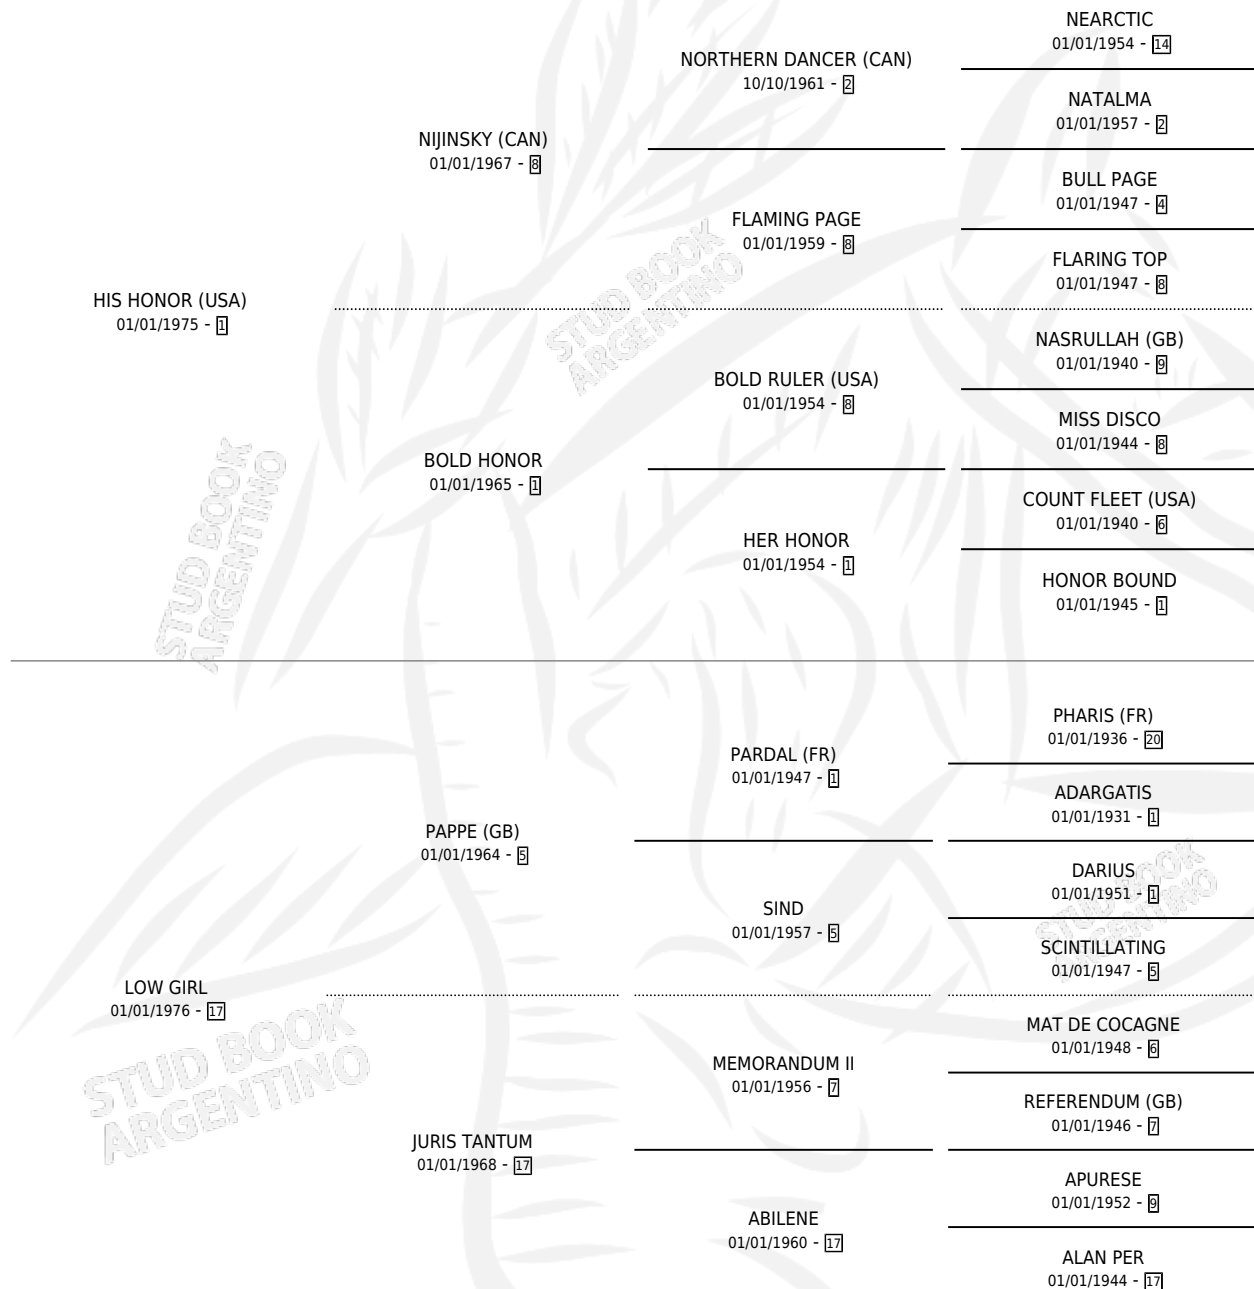 NEARCTIC
01/01/1954 - 14
NORTHERN DANCER (CAN)
10/10/1961 - 2
NATALMA
01/01/1957 - 2
NIJINSKY (CAN)
01/01/1967 - 8
BULL PAGE
01/01/1947 - 4
FLAMING PAGE
01/01/1959 - 8
FLARING TOP
01/01/1947 - 8
HIS HONOR (USA)
01/01/1975 - 1
NASRULLAH (GB)
01/01/1940 - 9
BOLD RULER (USA)
01/01/1954 - 8
MISS DISCO
01/01/1944 - 8
BOLD HONOR
01/01/1965 - 1
COUNT FLEET (USA)
01/01/1940 - 6
HER HONOR
01/01/1954 - 1
HONOR BOUND
01/01/1945 - 1
PHARIS (FR)
01/01/1936 - 20
PARDAL (FR)
01/01/1947 - 1
ADARGATIS
01/01/1931 - 1
PAPPE (GB)
01/01/1964 - 5
DARIUS
01/01/1951 - 1
SIND
01/01/1957 - 5
SCINTILLATING
01/01/1947 - 5
LOW GIRL
01/01/1976 - 17
MAT DE COCAGNE
01/01/1948 - 6
MEMORANDUM II
01/01/1956 - 7
REFERENDUM (GB)
01/01/1946 - 7
JURIS TANTUM
01/01/1968 - 17
APURESE
01/01/1952 - 9
ABILENE
01/01/1960 - 17
ALAN PER
01/01/1944 - 17
STUD BOOK
ARGENTINO
STUD BOOK
ARGENTINO
STUD BOOK
ARGENTINO
STUD BOOK
ARGENTINO